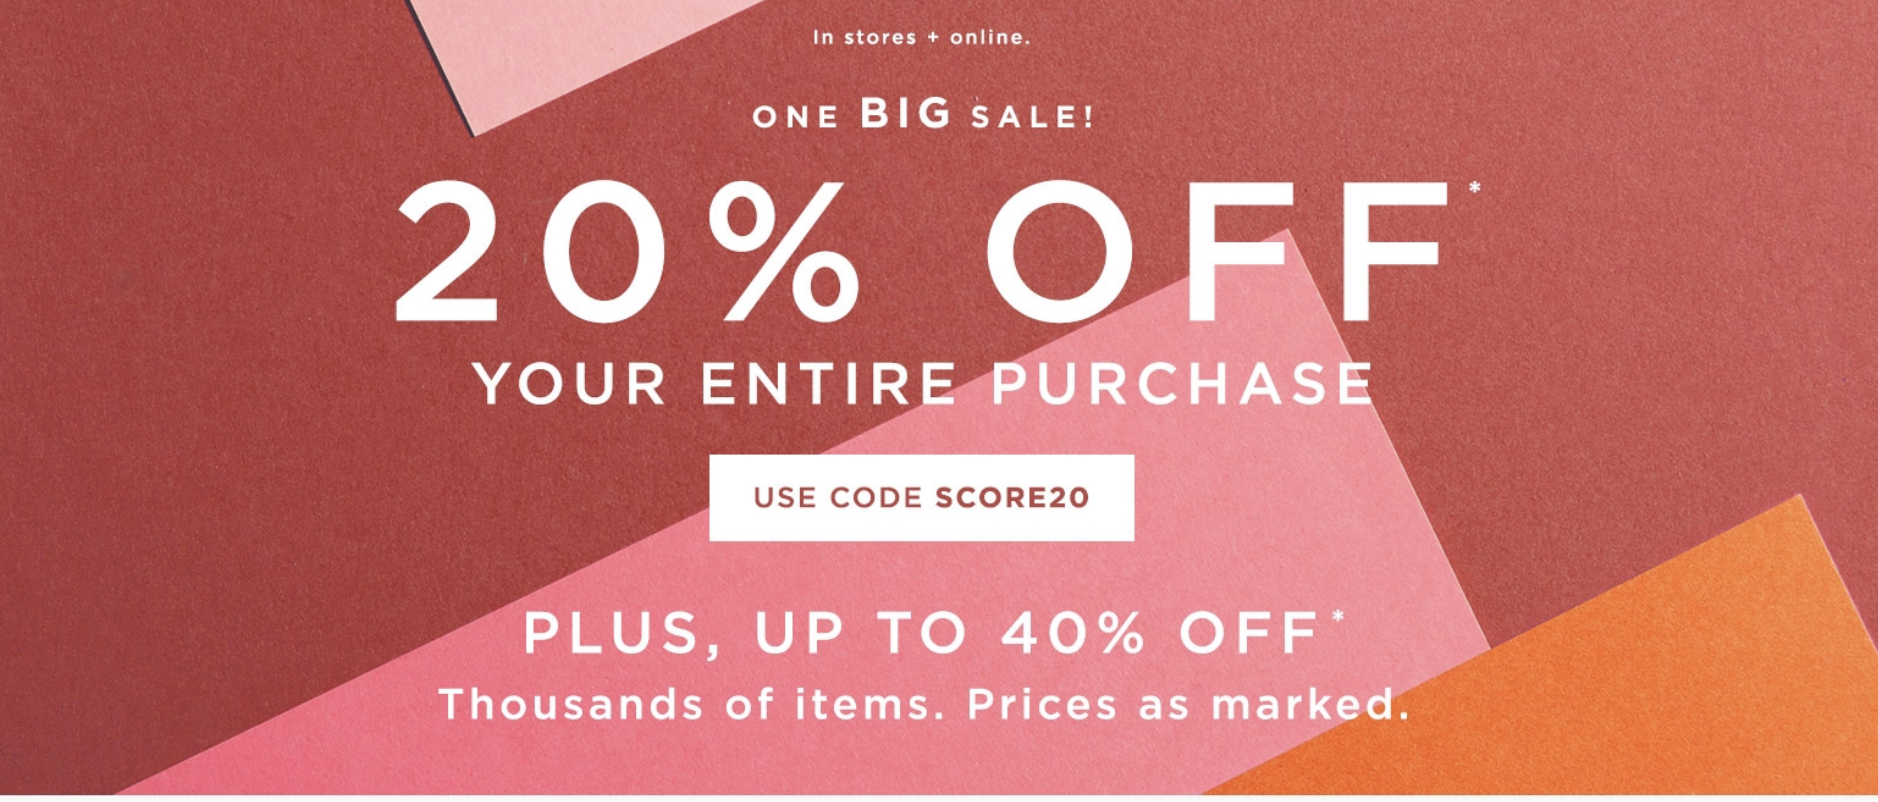 In stores + online.
ONE BIG SALE!
20% OFF*
YOUR ENTIRE PURCHASE
USE CODE SCORE20
PLUS, UP TO 40% OFF*
Thousands of items. Prices as marked.